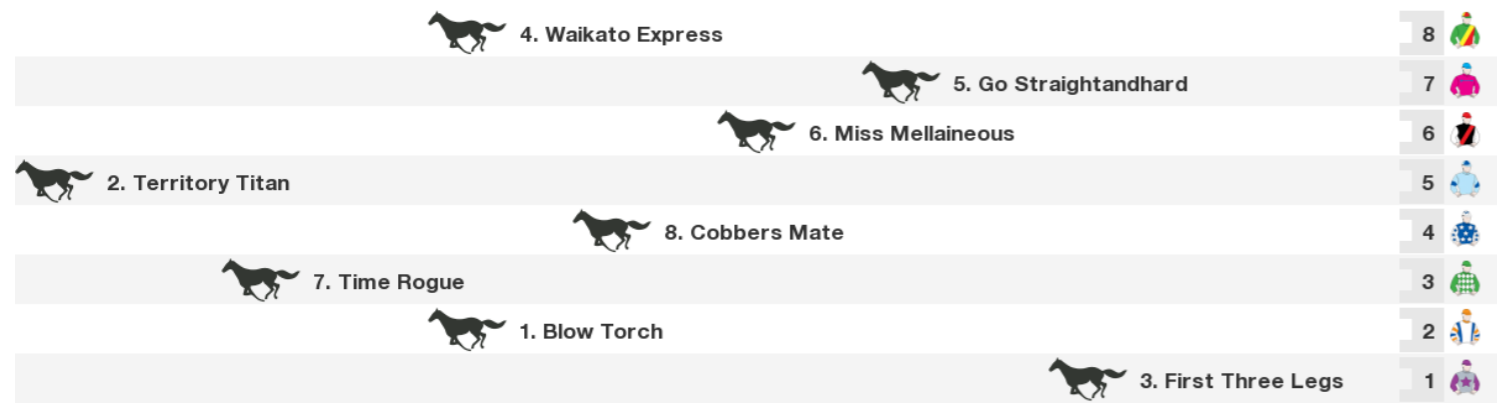 4. Waikato Express 8
5. Go Straightandhard 7
6. Miss Mellaineous 6
2. Territory Titan 5
8. Cobbers Mate 4
7. Time Rogue 3
1. Blow Torch 2
3. First Three Legs 1